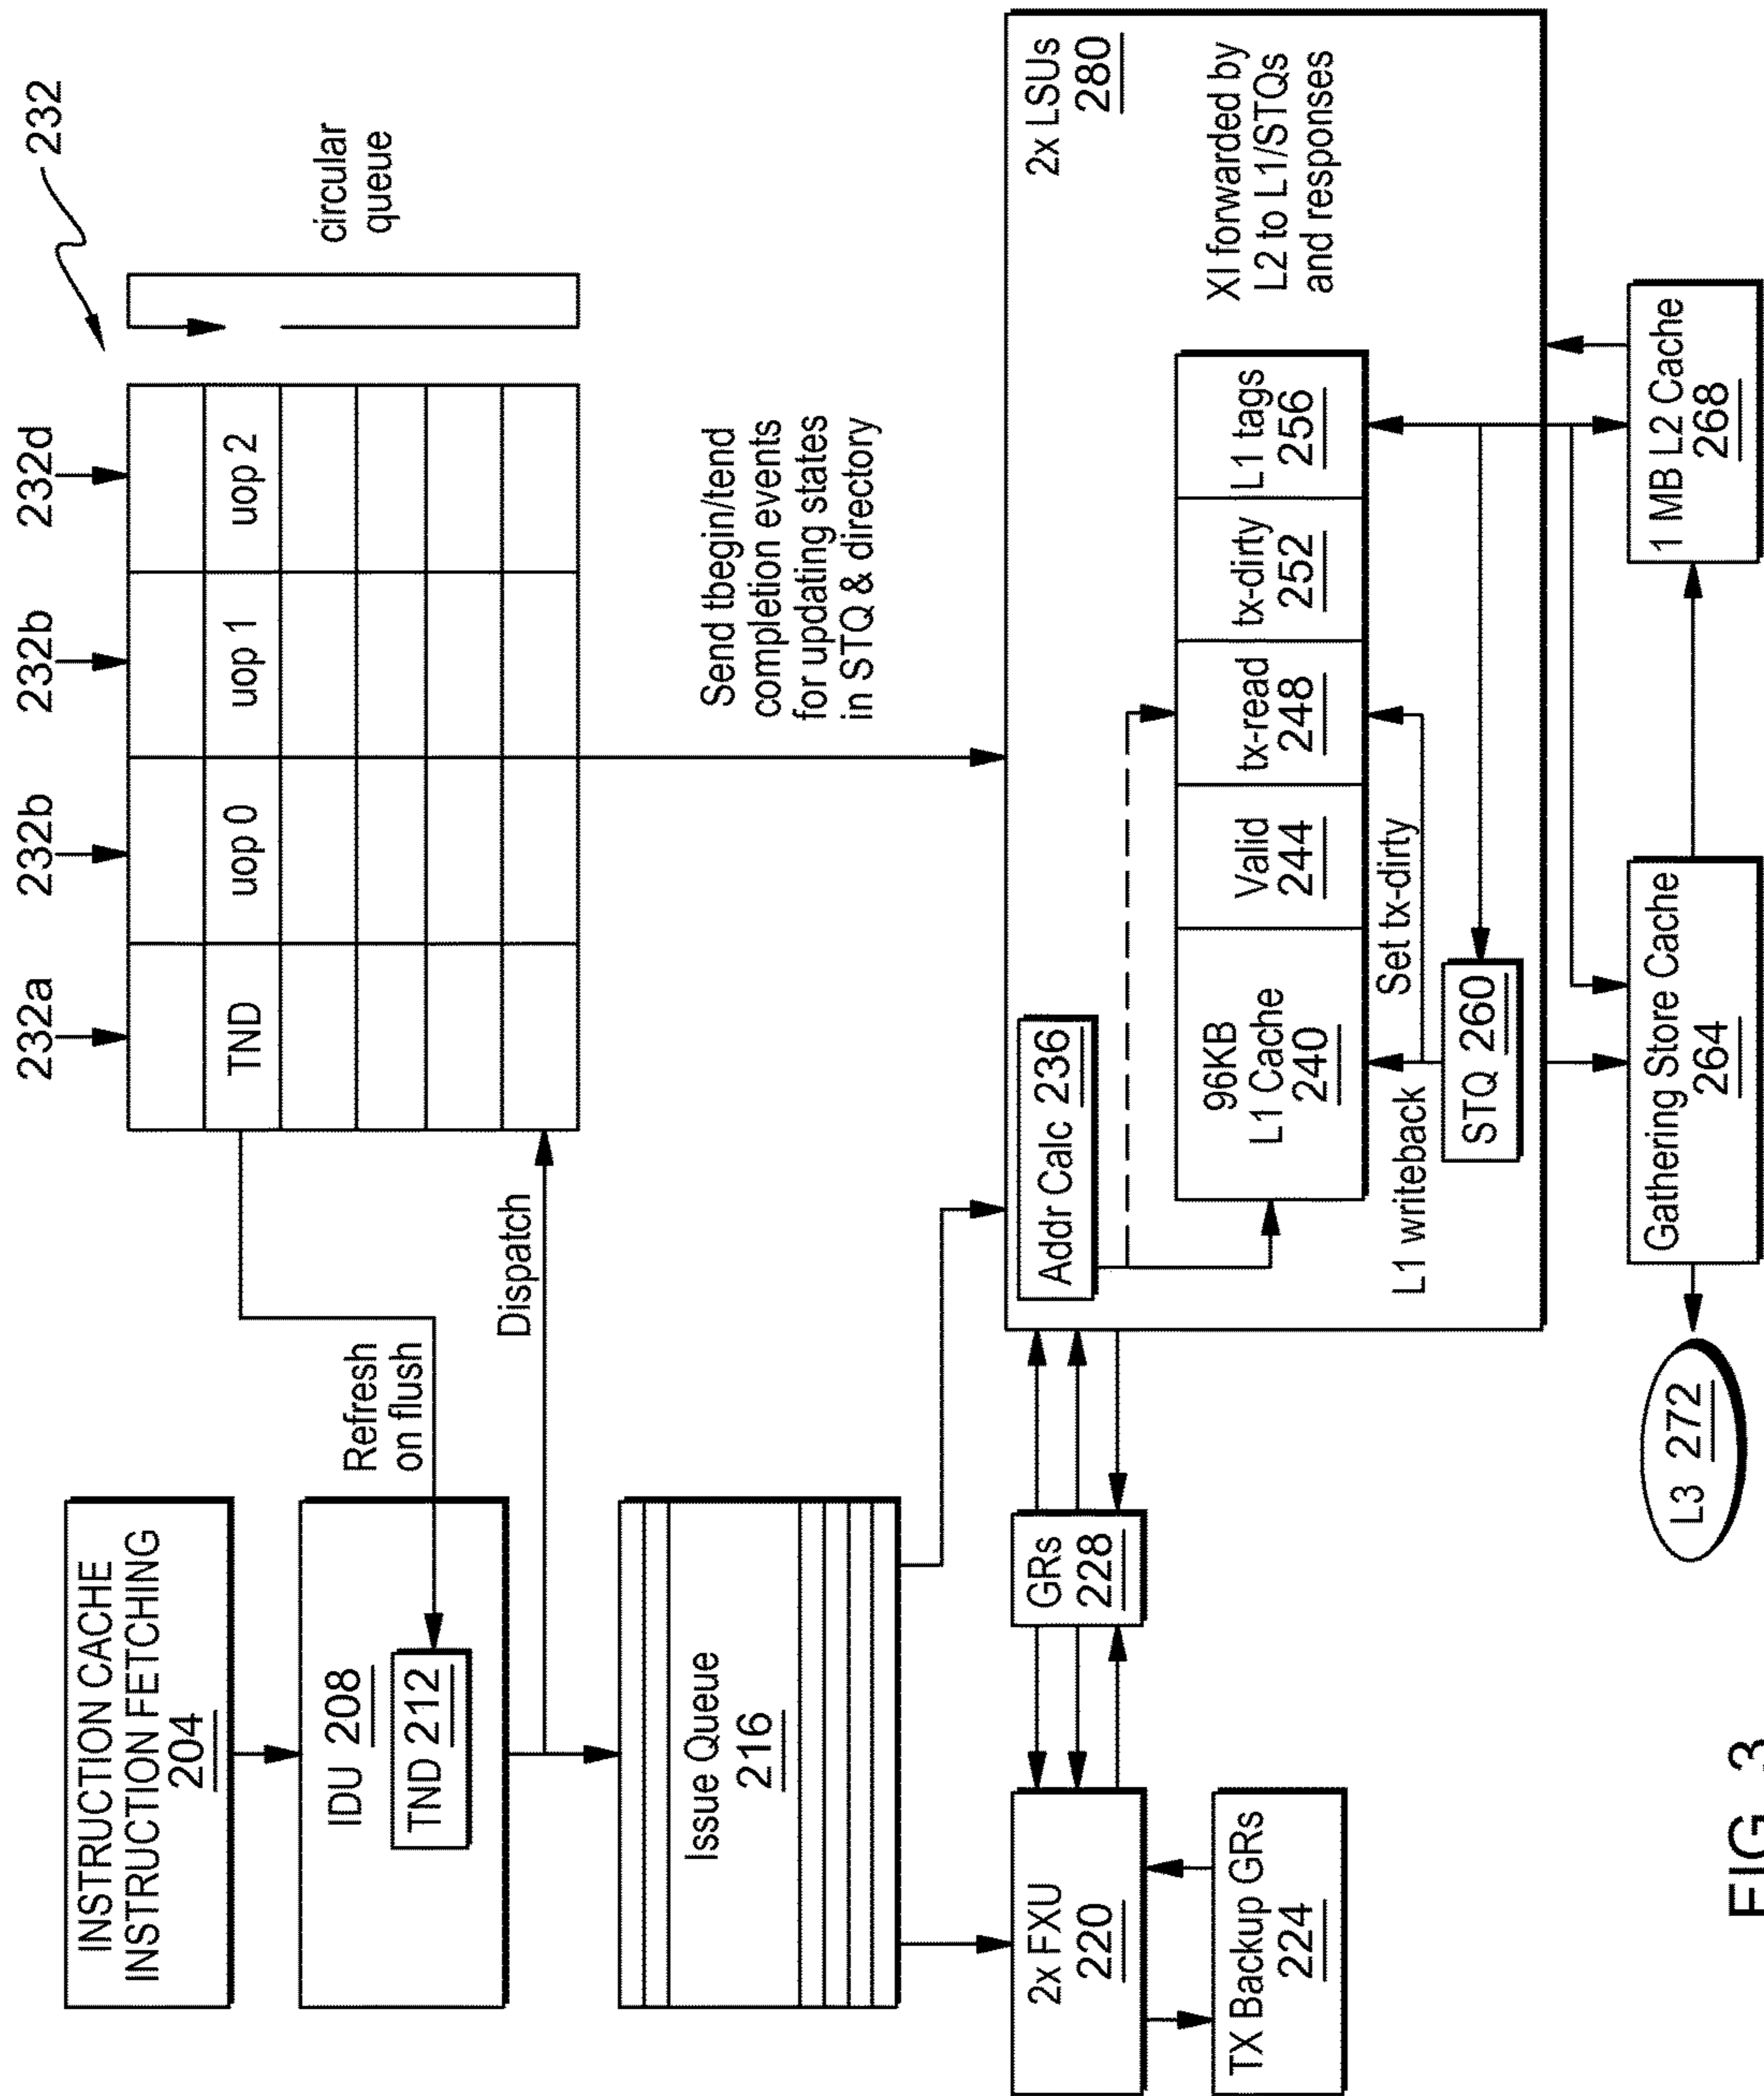 232
232a
232b
232b
232d
TND
uop 0
uop 1
uop 2
circular
queue
INSTRUCTION CACHE
INSTRUCTION FETCHING
204
IDU 208
TND 212
Refresh
on flush
Dispatch
Issue Queue
216
Send tbegin/tend
completion events
for updating states
in STQ & directory
2x FXU
220
GRs
228
TX Backup GRs
224
2x LSUs
280
Addr Calc 236
96KB
L1 Cache
240
Valid
244
tx-read
248
tx-dirty
252
L1 tags
256
XI forwarded by
L2 to L1/STQs
and responses
L1 writeback
Set tx-dirty
STQ 260
L3 272
Gathering Store Cache
264
1 MB L2 Cache
268
FIG. 3